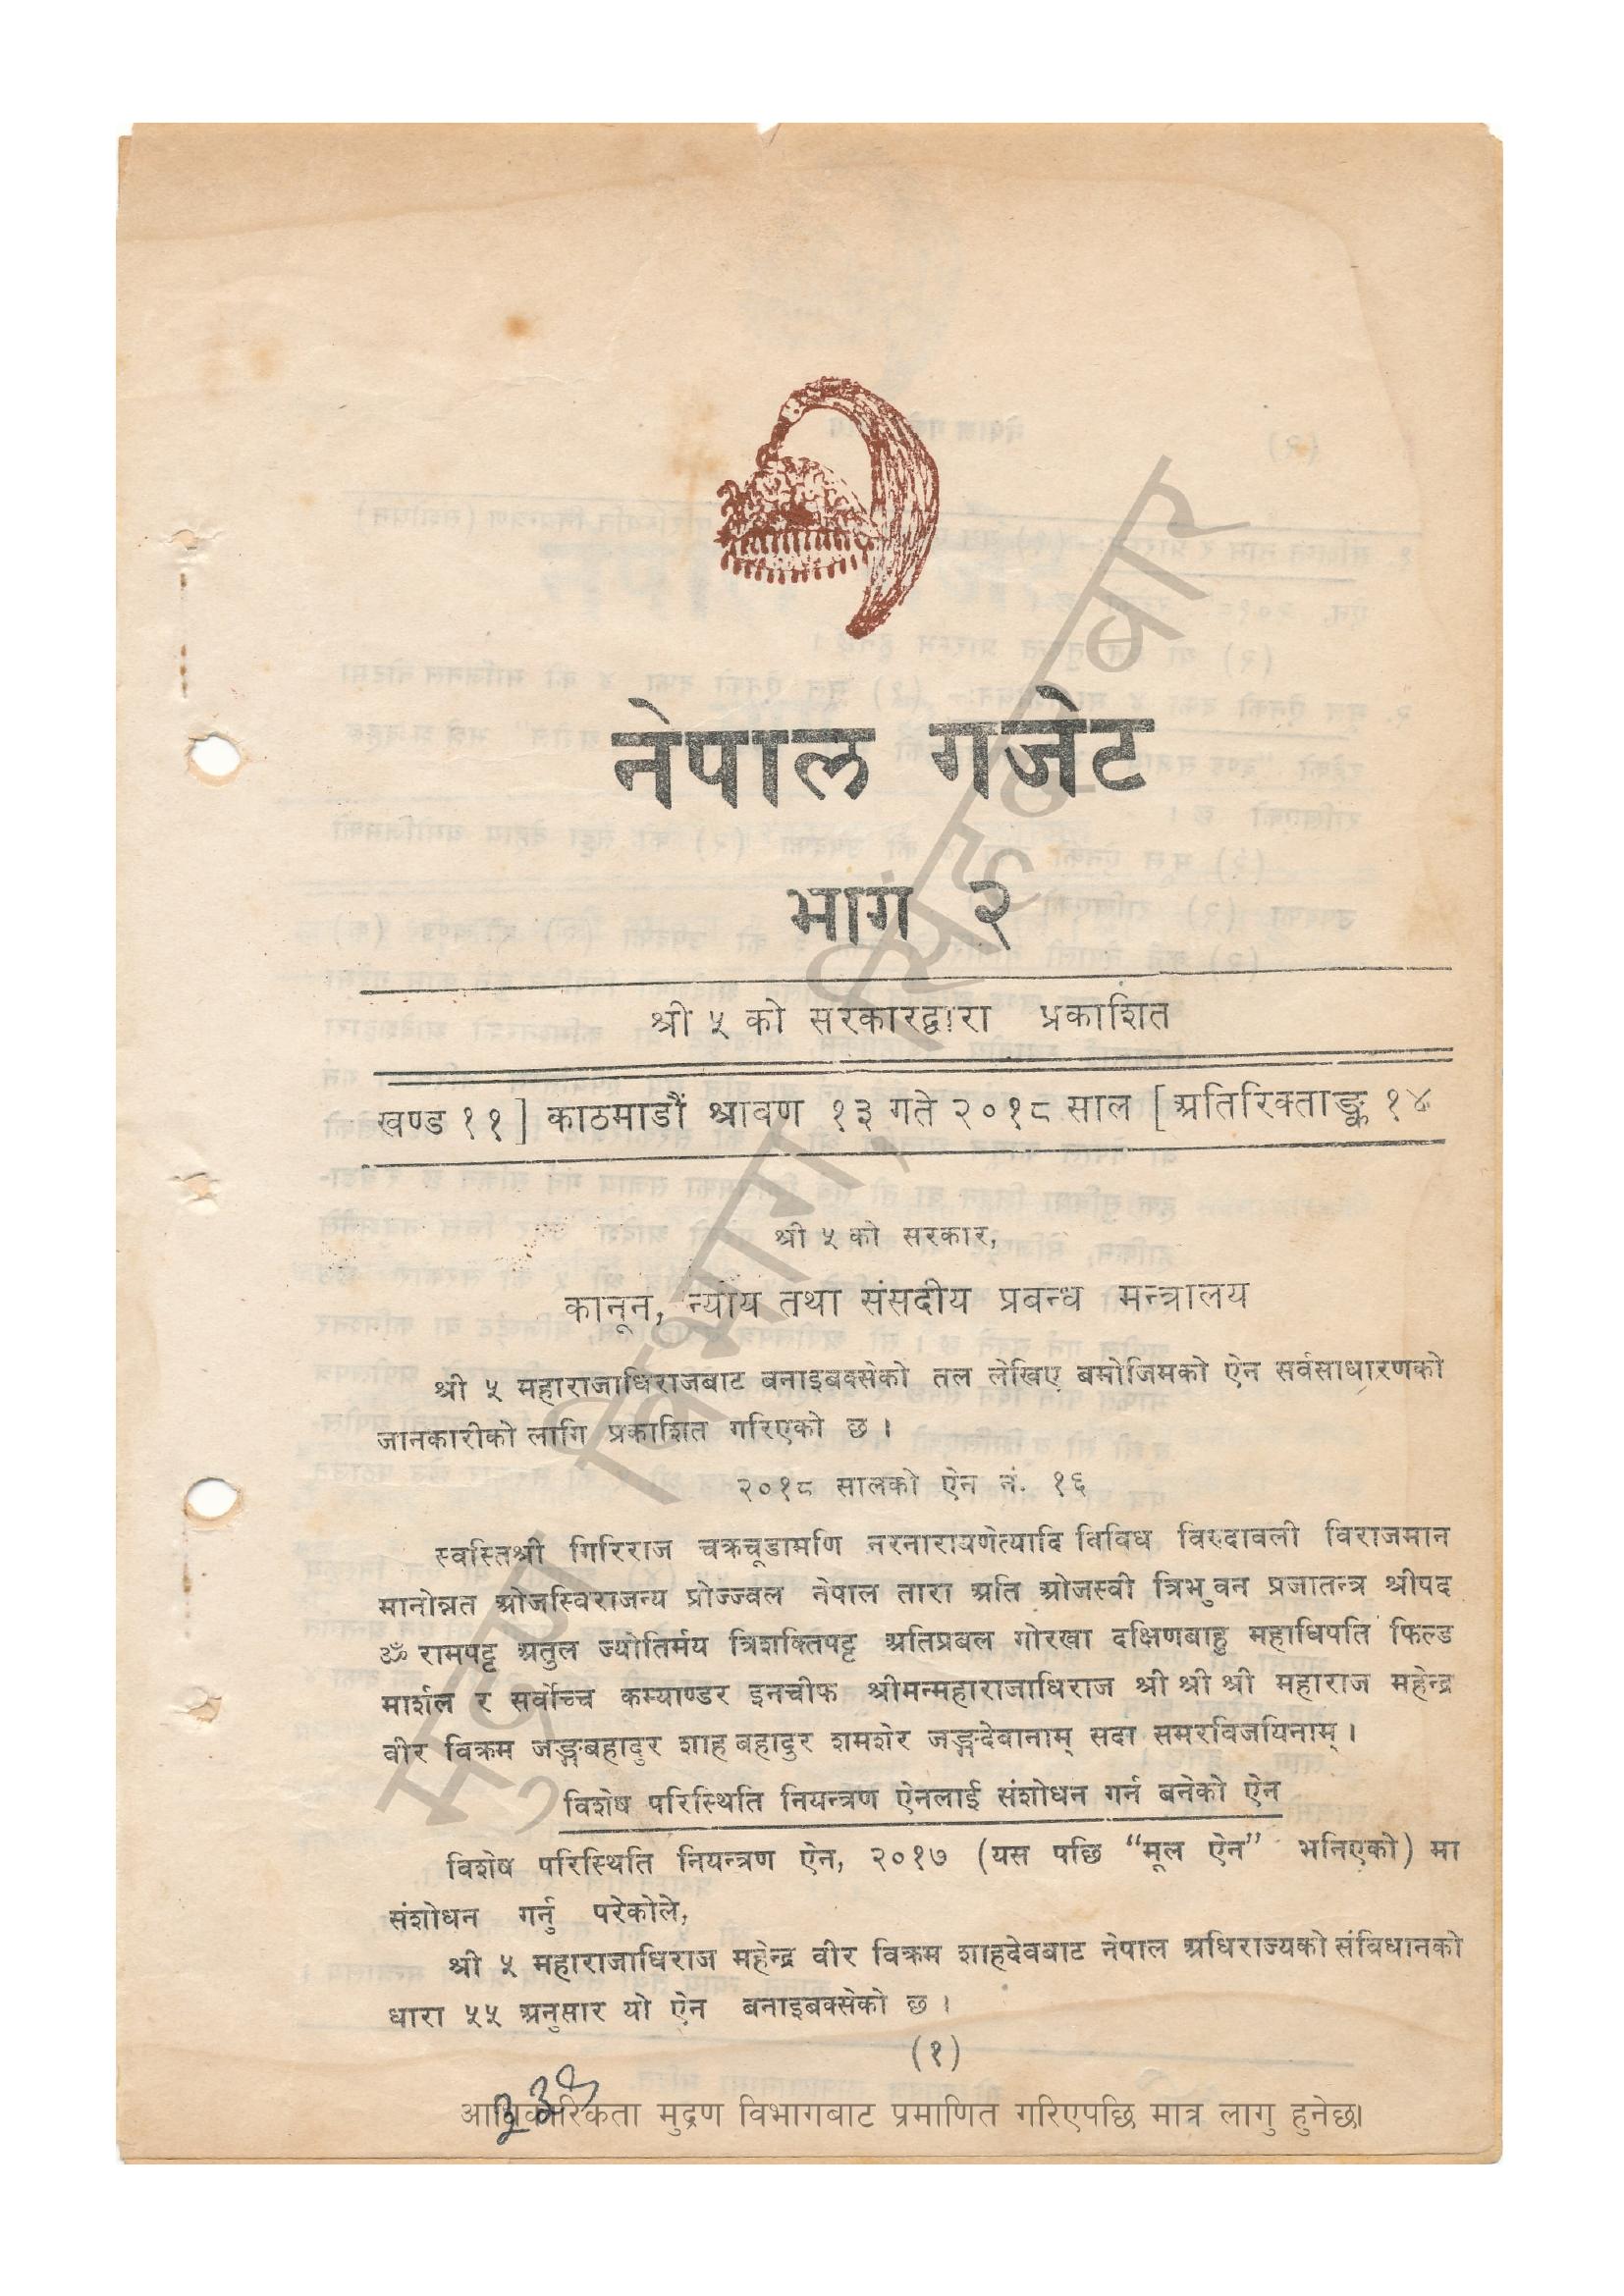 नेपाल गजेट
भाग २
श्री ५ को सरकारद्वारा प्रकाशित
खण्ड ११] काठमाडौं श्रावण १३ गते २०१८ साल [अतिरिक्ताङ्क १४
श्री ५ को सरकार,
कानून, न्याय तथा संसदीय प्रबन्ध मन्त्रालय
श्री ५ महाराजाधिराजबाट बनाइबक्सेको तल लेखिए बमोजिमको ऐन सर्वसाधारणको
जानकारीको लागि प्रकाशित गरिएको छ ।
२०१८ सालको ऐन नं. १६
स्वस्तिश्री गिरिराज चक्रचूडामणि नरनारायणेत्यादि विविध विरुदावली विराजमान
मानोन्नत ओजस्विराजन्य प्रोज्ज्वल नेपाल तारा अति ओजस्वी त्रिभुवन प्रजातन्त्र श्रीपद
ॐ रामपट्ट अतुल ज्योतिर्मय त्रिशक्तिपट्ट अतिप्रबल गोरखा दक्षिणबाहु महाधिपति फिल्ड
मार्शल र सर्वोच्च कम्याण्डर इनचीफ श्रीमन्महाराजाधिराज श्री श्री श्री महाराज महेन्द्र
वीर विक्रम जङ्गबहादुर शाह बहादुर शमशेर जङ्गदेवानाम् सदा समरविजयिनाम् ।
विशेष परिस्थिति नियन्त्रण ऐनलाई संशोधन गर्न बनेको ऐन
विशेष परिस्थिति नियन्त्रण ऐन, २०१७ (यस पछि “मूल ऐन” भनिएको) मा
संशोधन गर्नु परेकोले,
श्री ५ महाराजाधिराज महेन्द्र वीर विक्रम शाहदेवबाट नेपाल अधिराज्यको संविधानको
धारा ५५ अनुसार यो ऐन बनाइबक्सेको छ ।
(१)
आधिकारिकता मुद्रण विभागबाट प्रमाणित गरिएपछि मात्र लागु हुनेछ।
मुद्रण विभाग, सिंहदरबार